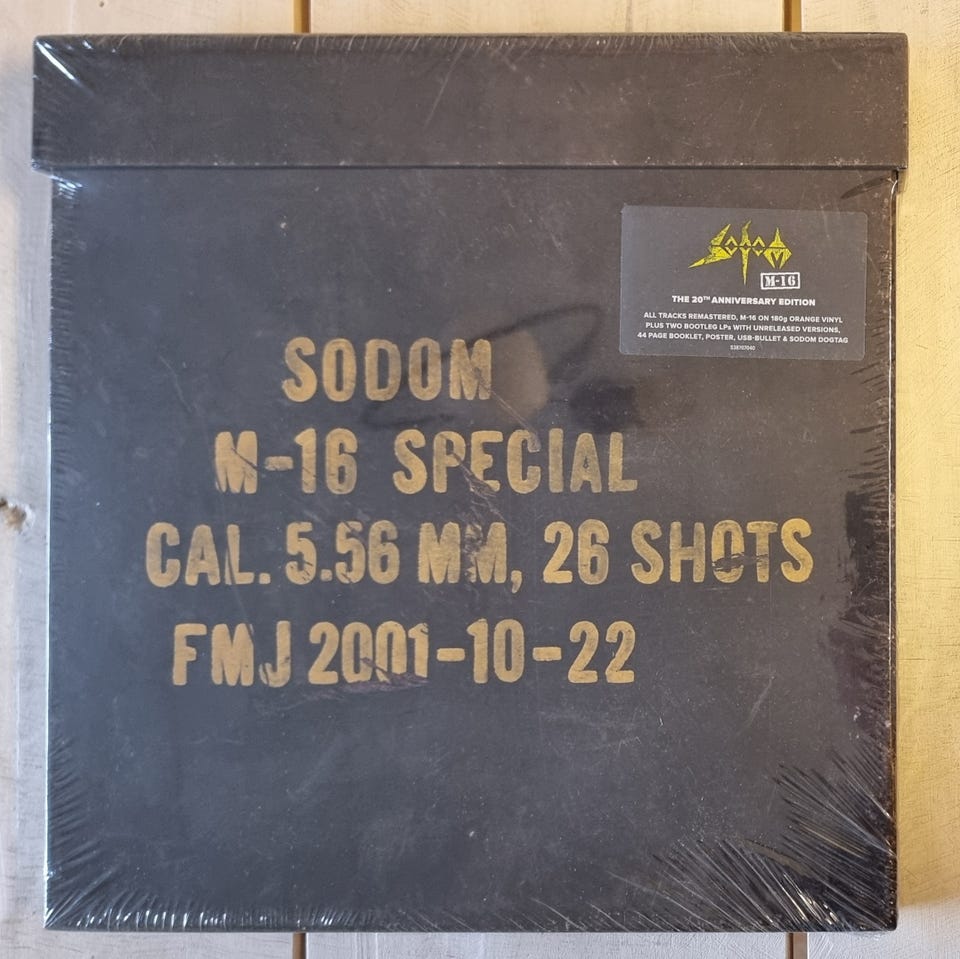 SODOM
M-16
THE 20TH ANNIVERSARY EDITION
ALL TRACKS REMASTERED, M-16 ON 180g ORANGE VINYL
PLUS TWO BOOTLEG LPs WITH UNRELEASED VERSIONS,
44 PAGE BOOKLET, POSTER, USB-BULLET & SODOM DOGTAG
538707040
SODOM
M-16 SPECIAL
CAL. 5.56 MM, 26 SHOTS
FMJ 2001-10-22